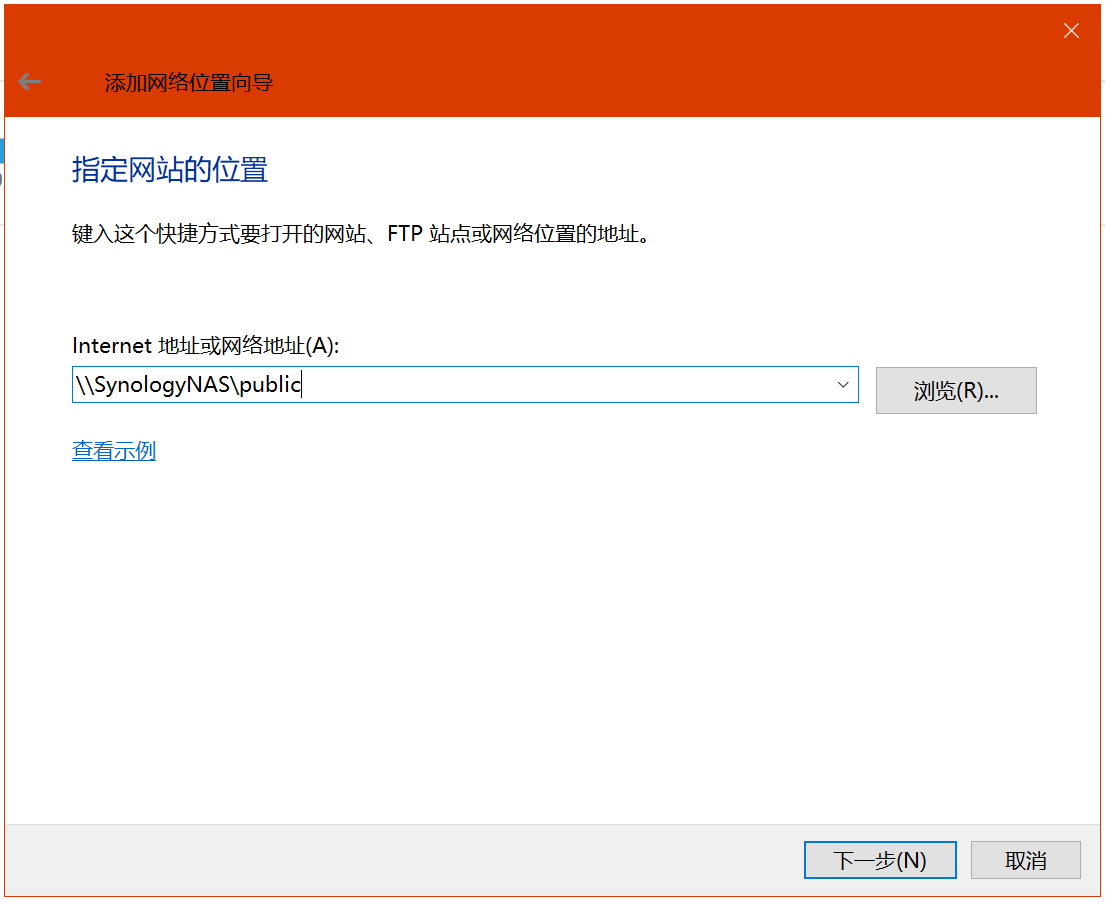 添加网络位置向导
指定网站的位置
键入这个快捷方式要打开的网站、FTP 站点或网络位置的地址。
Internet 地址或网络地址(A):
\\SynologyNAS\public
浏览(R)...
查看示例
下一步(N)
取消